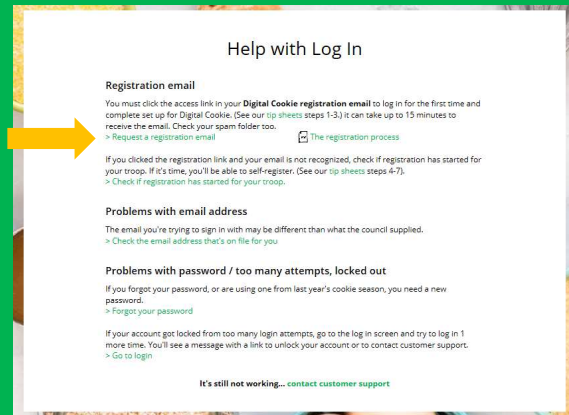 Help with Log In
Registration email
You must click the access link in your Digital Cookie registration email to log in for the first time and
complete set up for Digital Cookie. (See our tip sheets steps 1-3.) it can take up to 15 minutes to
receive the email. Check your spam folder too.
> Request a registration email The registration process
If you clicked the registration link and your email is not recognized, check if registration has started for
your troop. If it's time, you'll be able to self-register. (See our tip sheets steps 4-7).
> Check if registration has started for your troop.
Problems with email address
The email you're trying to sign in with may be different than what the council supplied.
> Check the email address that's on file for you
Problems with password / too many attempts, locked out
If you forgot your password, or are using one from last year's cookie season, you need a new
password.
> Forgot your password
If your account got locked from too many login attempts, go to the log in screen and try to log in 1
more time. You'll see a message with a link to unlock your account or to contact customer support.
> Go to login
It's still not working... contact customer support